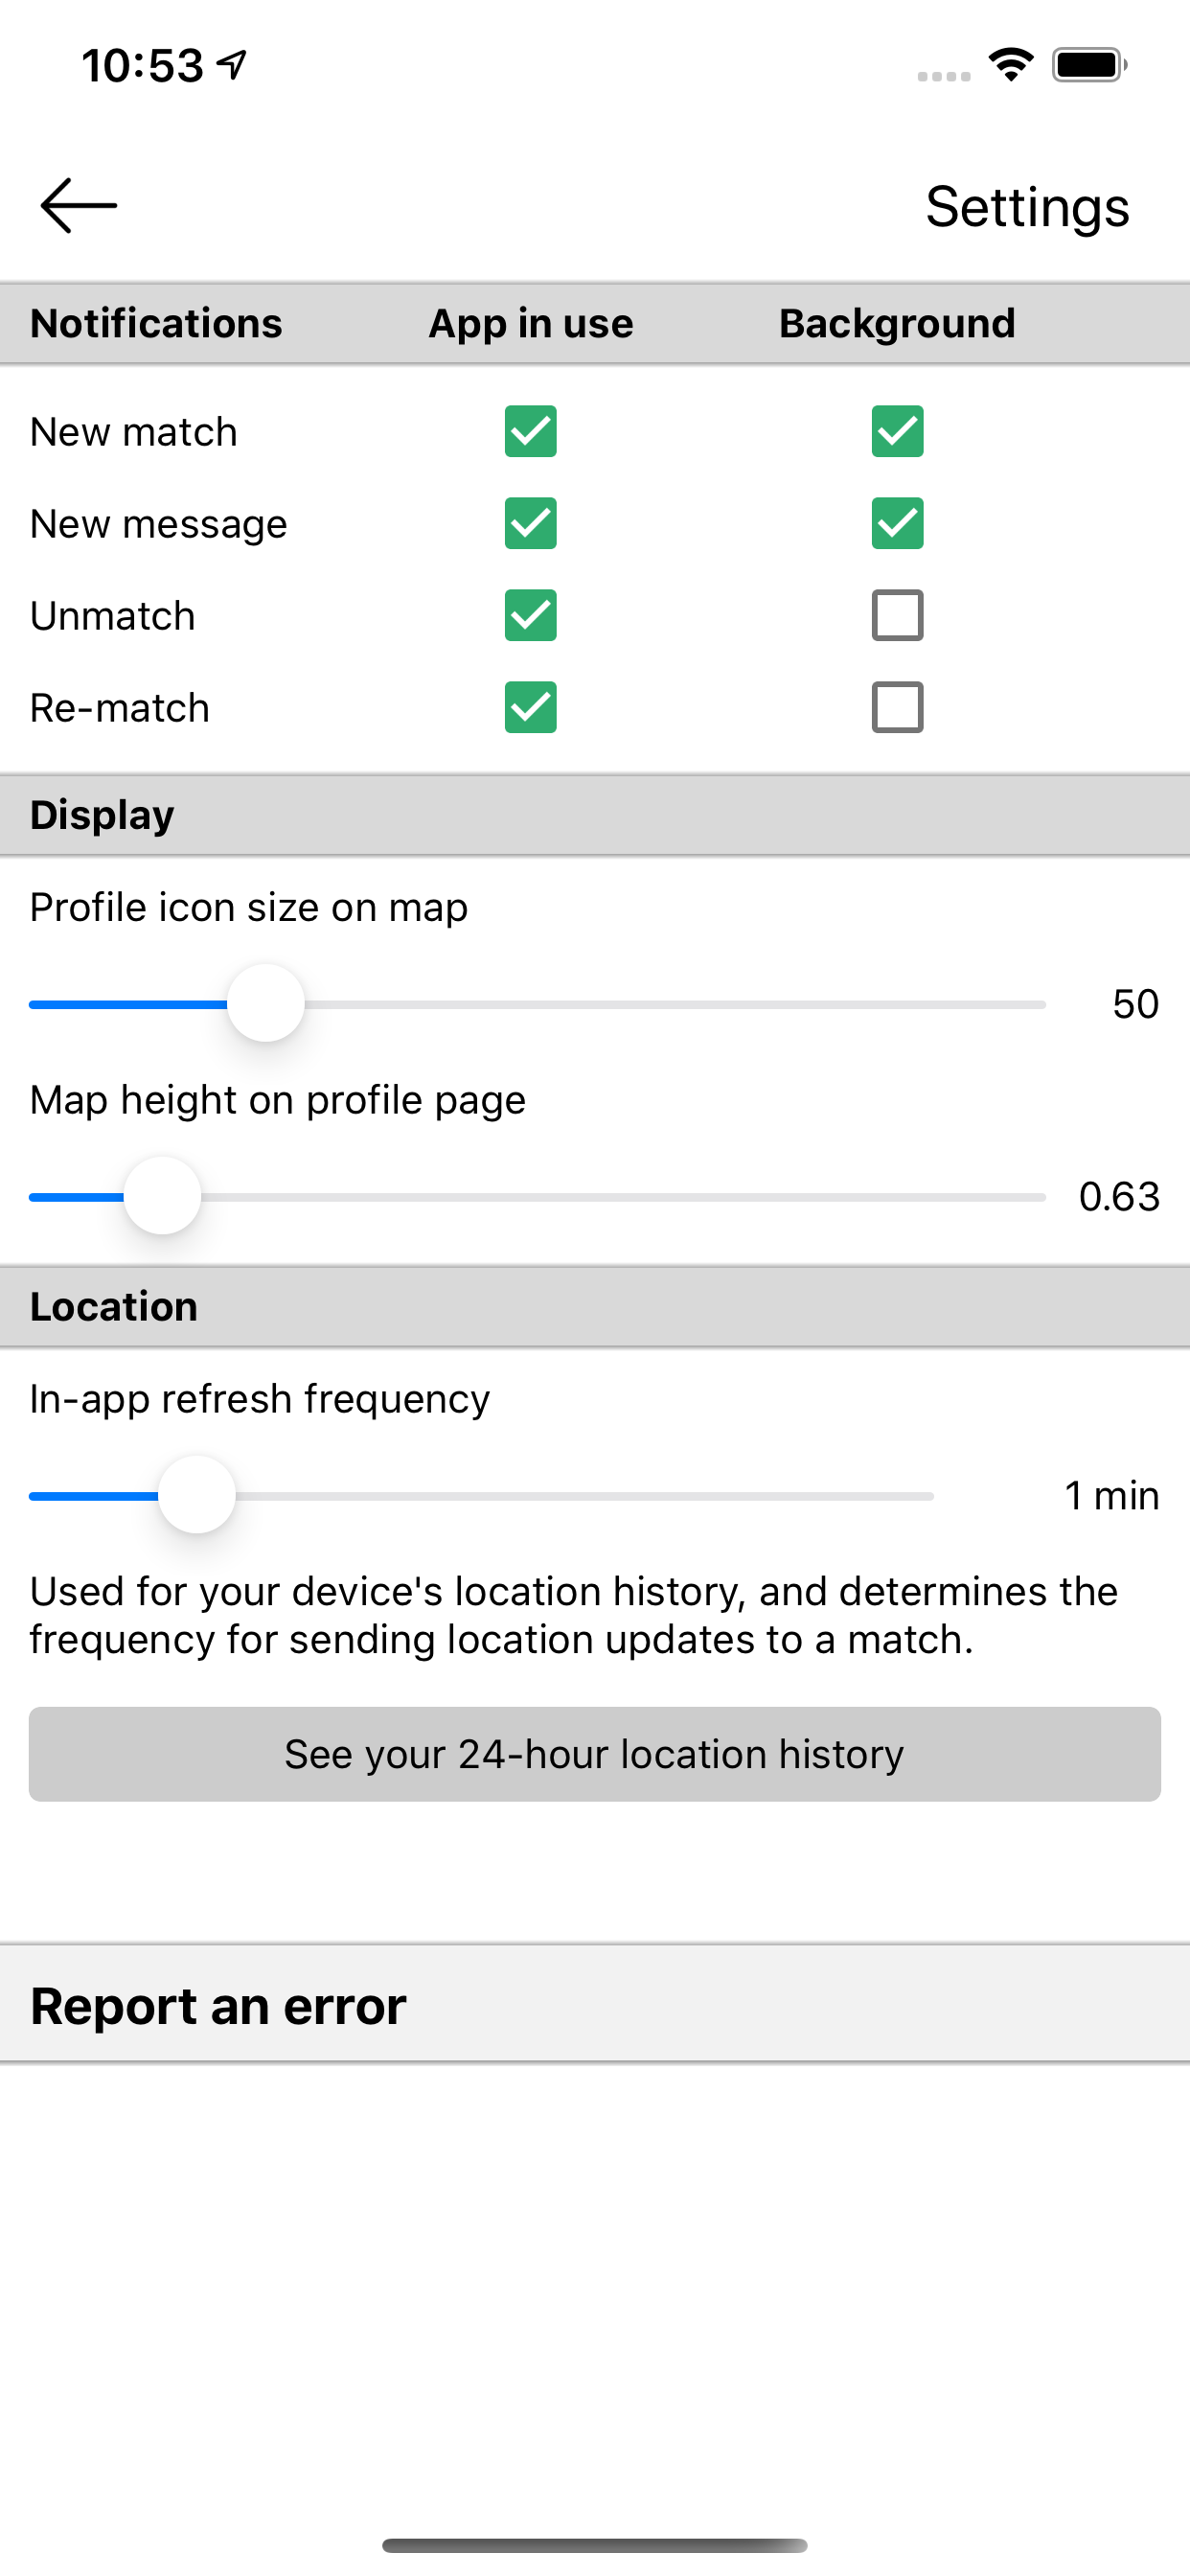 10:53
Settings
Notifications App in use Background
New match
New message
Unmatch
Re-match
Display
Profile icon size on map
50
Map height on profile page
0.63
Location
In-app refresh frequency
1 min
Used for your device's location history, and determines the
frequency for sending location updates to a match.
See your 24-hour location history
Report an error